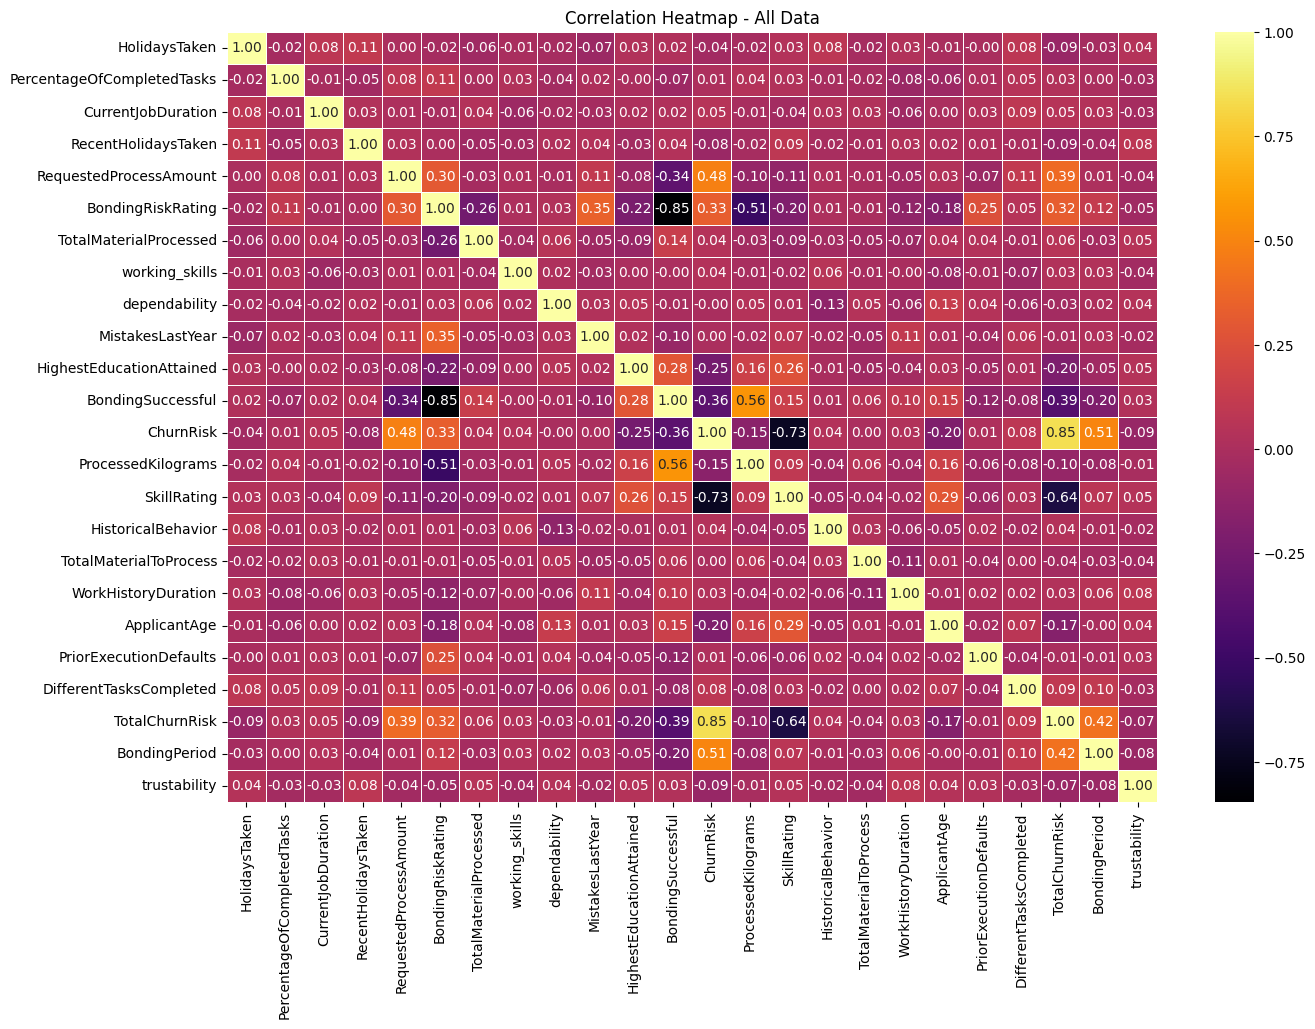 Correlation Heatmap - All Data
HolidaysTaken 1.00 -0.02 0.08 0.11 0.00 -0.02 -0.06 -0.01 -0.02 -0.07 0.03 0.02 -0.04 -0.02 0.03 0.08 -0.02 0.03 -0.01 -0.00 0.08 -0.09 -0.03 0.04
PercentageOfCompletedTasks -0.02 1.00 -0.01 -0.05 0.08 0.11 0.00 0.03 -0.04 0.02 -0.00 -0.07 0.01 0.04 0.03 -0.01 -0.02 -0.08 -0.06 0.01 0.05 0.03 0.00 -0.03
CurrentJobDuration 0.08 -0.01 1.00 0.03 0.01 -0.01 0.04 -0.06 -0.02 -0.03 0.02 0.02 0.05 -0.01 -0.04 0.03 0.03 -0.06 0.00 0.03 0.09 0.05 0.03 -0.03
RecentHolidaysTaken 0.11 -0.05 0.03 1.00 0.03 0.00 -0.05 -0.03 0.02 0.04 -0.03 0.04 -0.08 -0.02 0.09 -0.02 -0.01 0.03 0.02 0.01 -0.01 -0.09 -0.04 0.08
RequestedProcessAmount 0.00 0.08 0.01 0.03 1.00 0.30 -0.03 0.01 -0.01 0.11 -0.08 -0.34 0.48 -0.10 -0.11 0.01 -0.01 -0.05 0.03 -0.07 0.11 0.39 0.01 -0.04
BondingRiskRating -0.02 0.11 -0.01 0.00 0.30 1.00 -0.26 0.01 0.03 0.35 -0.22 -0.85 0.33 -0.51 -0.20 0.01 -0.01 -0.12 -0.18 0.25 0.05 0.32 0.12 -0.05
TotalMaterialProcessed -0.06 0.00 0.04 -0.05 -0.03 -0.26 1.00 -0.04 0.06 -0.05 -0.09 0.14 0.04 -0.03 -0.09 -0.03 -0.05 -0.07 0.04 0.04 -0.01 0.06 -0.03 0.05
working_skills -0.01 0.03 -0.06 -0.03 0.01 0.01 -0.04 1.00 0.02 -0.03 0.00 -0.00 0.04 -0.01 -0.02 0.06 -0.01 -0.00 -0.08 -0.01 -0.07 0.03 0.03 -0.04
dependability -0.02 -0.04 -0.02 0.02 -0.01 0.03 0.06 0.02 1.00 0.03 0.05 -0.01 -0.00 0.05 0.01 -0.13 0.05 -0.06 0.13 0.04 -0.06 -0.03 0.02 0.04
MistakesLastYear -0.07 0.02 -0.03 0.04 0.11 0.35 -0.05 -0.03 0.03 1.00 0.02 -0.10 0.00 -0.02 0.07 -0.02 -0.05 0.11 0.01 -0.04 0.06 -0.01 0.03 -0.02
HighestEducationAttained 0.03 -0.00 0.02 -0.03 -0.08 -0.22 -0.09 0.00 0.05 0.02 1.00 0.28 -0.25 0.16 0.26 -0.01 -0.05 -0.04 0.03 -0.05 0.01 -0.20 -0.05 0.05
BondingSuccessful 0.02 -0.07 0.02 0.04 -0.34 -0.85 0.14 -0.00 -0.01 -0.10 0.28 1.00 -0.36 0.56 0.15 0.01 0.06 0.10 0.15 -0.12 -0.08 -0.39 -0.20 0.03
ChurnRisk -0.04 0.01 0.05 -0.08 0.48 0.33 0.04 0.04 -0.00 0.00 -0.25 -0.36 1.00 -0.15 -0.73 0.04 0.00 0.03 -0.20 0.01 0.08 0.85 0.51 -0.09
ProcessedKilograms -0.02 0.04 -0.01 -0.02 -0.10 -0.51 -0.03 -0.01 0.05 -0.02 0.16 0.56 -0.15 1.00 0.09 -0.04 0.06 -0.04 0.16 -0.06 -0.08 -0.10 -0.08 -0.01
SkillRating 0.03 0.03 -0.04 0.09 -0.11 -0.20 -0.09 -0.02 0.01 0.07 0.26 0.15 -0.73 0.09 1.00 -0.05 -0.04 -0.02 0.29 -0.06 0.03 -0.64 0.07 0.05
HistoricalBehavior 0.08 -0.01 0.03 -0.02 0.01 0.01 -0.03 0.06 -0.13 -0.02 -0.01 0.01 0.04 -0.04 -0.05 1.00 0.03 -0.06 -0.05 0.02 -0.02 0.04 -0.01 -0.02
TotalMaterialToProcess -0.02 -0.02 0.03 -0.01 -0.01 -0.01 -0.05 -0.01 0.05 -0.05 -0.05 0.06 0.00 0.06 -0.04 0.03 1.00 -0.11 0.01 -0.04 0.00 -0.04 -0.03 -0.04
WorkHistoryDuration 0.03 -0.08 -0.06 0.03 -0.05 -0.12 -0.07 -0.00 -0.06 0.11 -0.04 0.10 0.03 -0.04 -0.02 -0.06 -0.11 1.00 -0.01 0.02 0.02 0.03 0.06 0.08
ApplicantAge -0.01 -0.06 0.00 0.02 0.03 -0.18 0.04 -0.08 0.13 0.01 0.03 0.15 -0.20 0.16 0.29 -0.05 0.01 -0.01 1.00 -0.02 0.07 -0.17 -0.00 0.04
PriorExecutionDefaults -0.00 0.01 0.03 0.01 -0.07 0.25 0.04 -0.01 0.04 -0.04 -0.05 -0.12 0.01 -0.06 -0.06 0.02 -0.04 0.02 -0.02 1.00 -0.04 -0.01 -0.01 0.03
DifferentTasksCompleted 0.08 0.05 0.09 -0.01 0.11 0.05 -0.01 -0.07 -0.06 0.06 0.01 -0.08 0.08 -0.08 0.03 -0.02 0.00 0.02 0.07 -0.04 1.00 0.09 0.10 -0.03
TotalChurnRisk -0.09 0.03 0.05 -0.09 0.39 0.32 0.06 0.03 -0.03 -0.01 -0.20 -0.39 0.85 -0.10 -0.64 0.04 -0.04 0.03 -0.17 -0.01 0.09 1.00 0.42 -0.07
BondingPeriod -0.03 0.00 0.03 -0.04 0.01 0.12 -0.03 0.03 0.02 0.03 -0.05 -0.20 0.51 -0.08 0.07 -0.01 -0.03 0.06 -0.00 -0.01 0.10 0.42 1.00 -0.08
trustability 0.04 -0.03 -0.03 0.08 -0.04 -0.05 0.05 -0.04 0.04 -0.02 0.05 0.03 -0.09 -0.01 0.05 -0.02 -0.04 0.08 0.04 0.03 -0.03 -0.07 -0.08 1.00
HolidaysTaken
PercentageOfCompletedTasks
CurrentJobDuration
RecentHolidaysTaken
RequestedProcessAmount
BondingRiskRating
TotalMaterialProcessed
working_skills
dependability
MistakesLastYear
HighestEducationAttained
BondingSuccessful
ChurnRisk
ProcessedKilograms
SkillRating
HistoricalBehavior
TotalMaterialToProcess
WorkHistoryDuration
ApplicantAge
PriorExecutionDefaults
DifferentTasksCompleted
TotalChurnRisk
BondingPeriod
trustability
1.00
0.75
0.50
0.25
0.00
−0.25
−0.50
−0.75